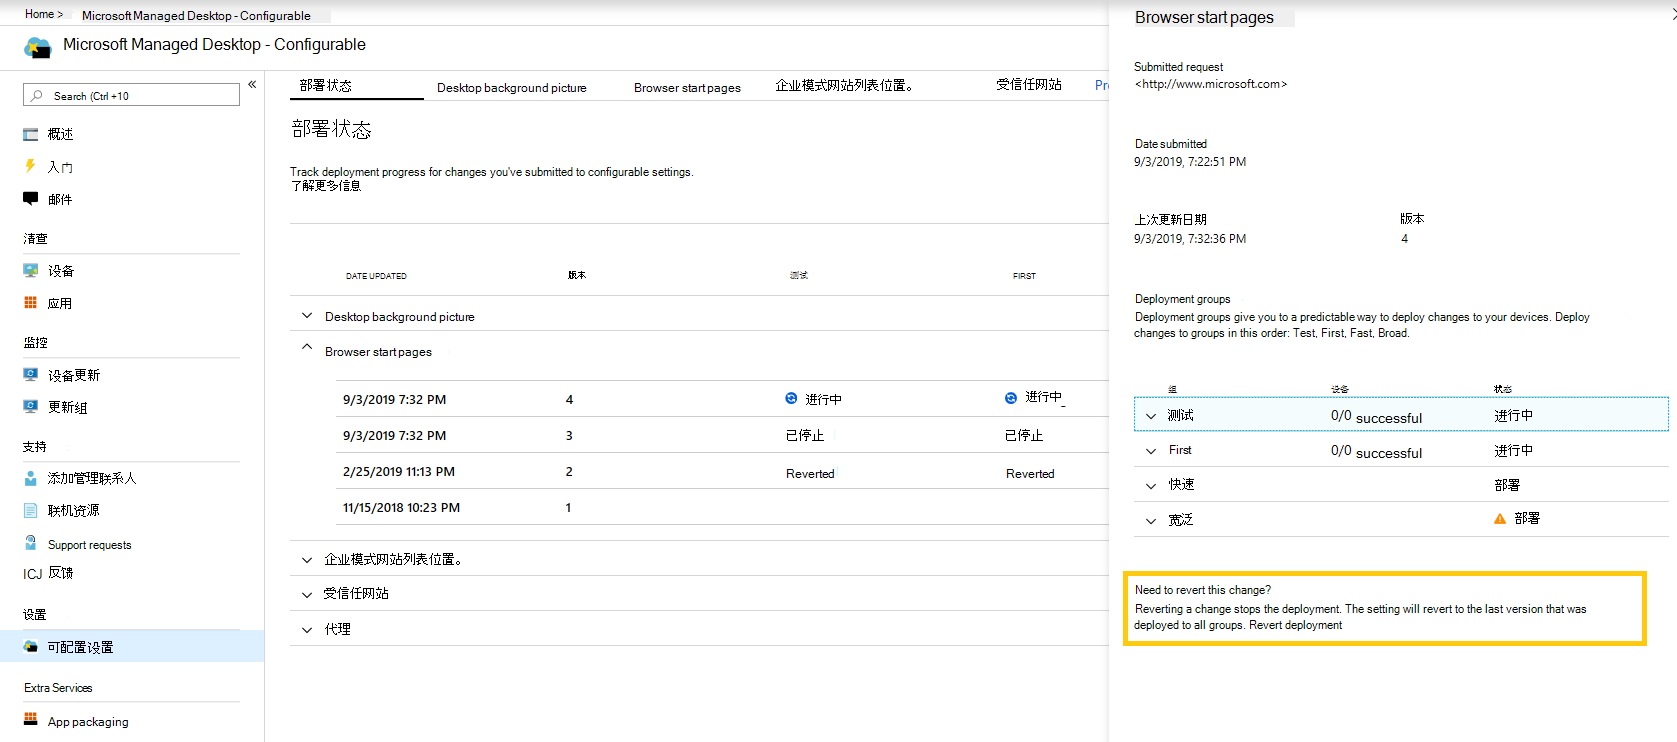 Home >
Microsoft Managed Desktop - Configurable
Microsoft Managed Desktop - Configurable
Search (Ctrl +10
概述
入门
邮件
清查
设备
应用
监控
设备更新
更新组
支持
添加管理联系人
联机资源
Support requests
ICJ 反馈
设置
可配置设置
Extra Services
App packaging
部署状态
Desktop background picture
Browser start pages
企业模式网站列表位置。
受信任网站
Pr
部署状态
Track deployment progress for changes you've submitted to configurable settings.
了解更多信息
DATE UPDATED 版本 测试 FIRST
Desktop background picture
Browser start pages
9/3/2019 7:32 PM 4 进行中 进行中_
9/3/2019 7:32 PM 3 已停止 已停止
2/25/2019 11:13 PM 2 Reverted Reverted
11/15/2018 10:23 PM 1
企业模式网站列表位置。
受信任网站
代理
Browser start pages
Submitted request
<http://www.microsoft.com>
Date submitted
9/3/2019, 7:22:51 PM
上次更新日期 版本
9/3/2019, 7:32:36 PM 4
Deployment groups
Deployment groups give you to a predictable way to deploy changes to your devices. Deploy
changes to groups in this order: Test, First, Fast, Broad.
组 设备 状态
测试 0/0 successful 进行中
First 0/0 successful 进行中
快速 部署
宽泛 部署
Need to revert this change?
Reverting a change stops the deployment. The setting will revert to the last version that was
deployed to all groups. Revert deployment